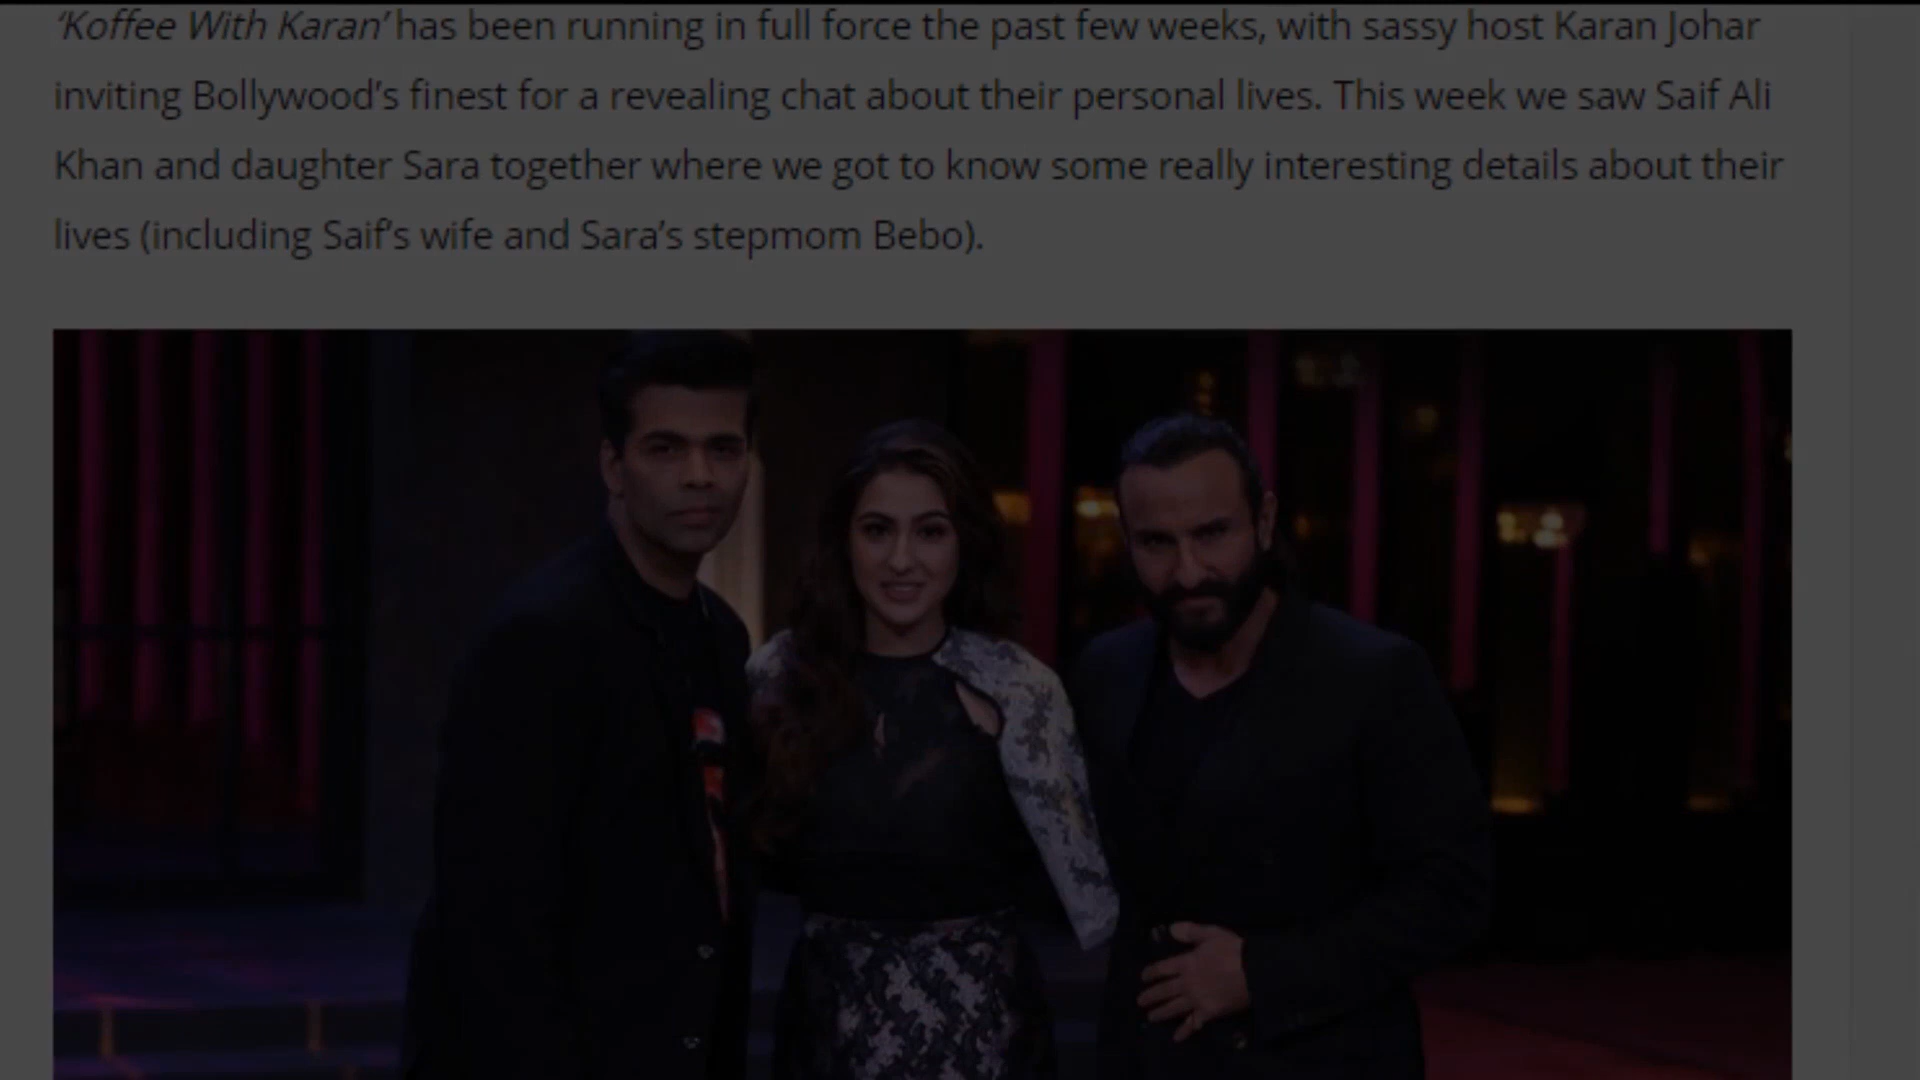 ‘Koffee With Karan’ has been running in full force the past few weeks, with sassy host Karan Johar
inviting Bollywood’s finest for a revealing chat about their personal lives. This week we saw Saif Ali
Khan and daughter Sara together where we got to know some really interesting details about their
lives (including Saif’s wife and Sara’s stepmom Bebo).